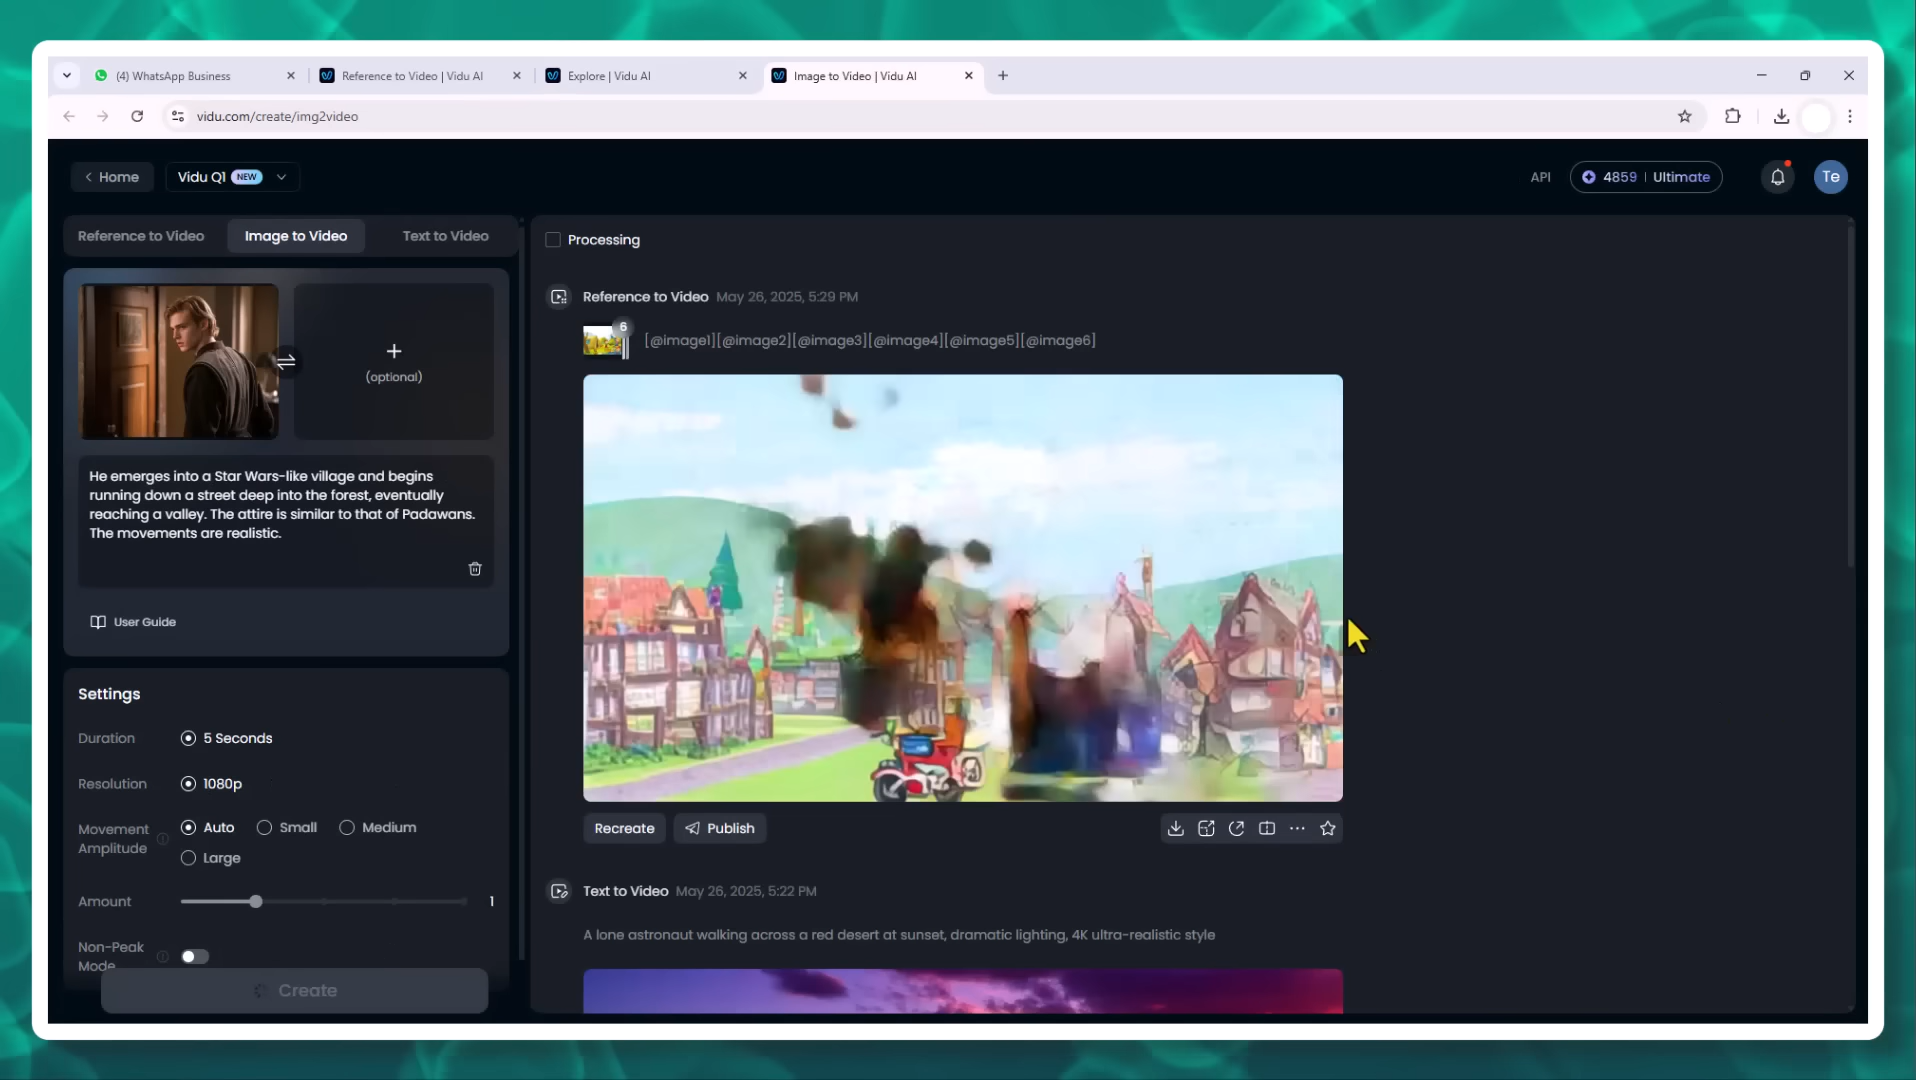 (4) WhatsApp Business
Reference to Video | Vidu AI
Explore | Vidu AI
Image to Video | Vidu AI
vidu.com/create/img2video
Home
Vidu Q1 NEW
API
4859 | Ultimate
Te
Reference to Video
Image to Video
Text to Video
(optional)
He emerges into a Star Wars-like village and begins
running down a street deep into the forest, eventually
reaching a valley. The attire is similar to that of Padawans.
The movements are realistic.
User Guide
Settings
Duration
5 Seconds
Resolution
1080p
Movement
Amplitude
Auto
Small
Medium
Large
Amount
1
Non-Peak
Mode
Create
Processing
Reference to Video May 26, 2025, 5:29 PM
6
[@image1][@image2][@image3][@image4][@image5][@image6]
Recreate
Publish
Text to Video May 26, 2025, 5:22 PM
A lone astronaut walking across a red desert at sunset, dramatic lighting, 4K ultra-realistic style